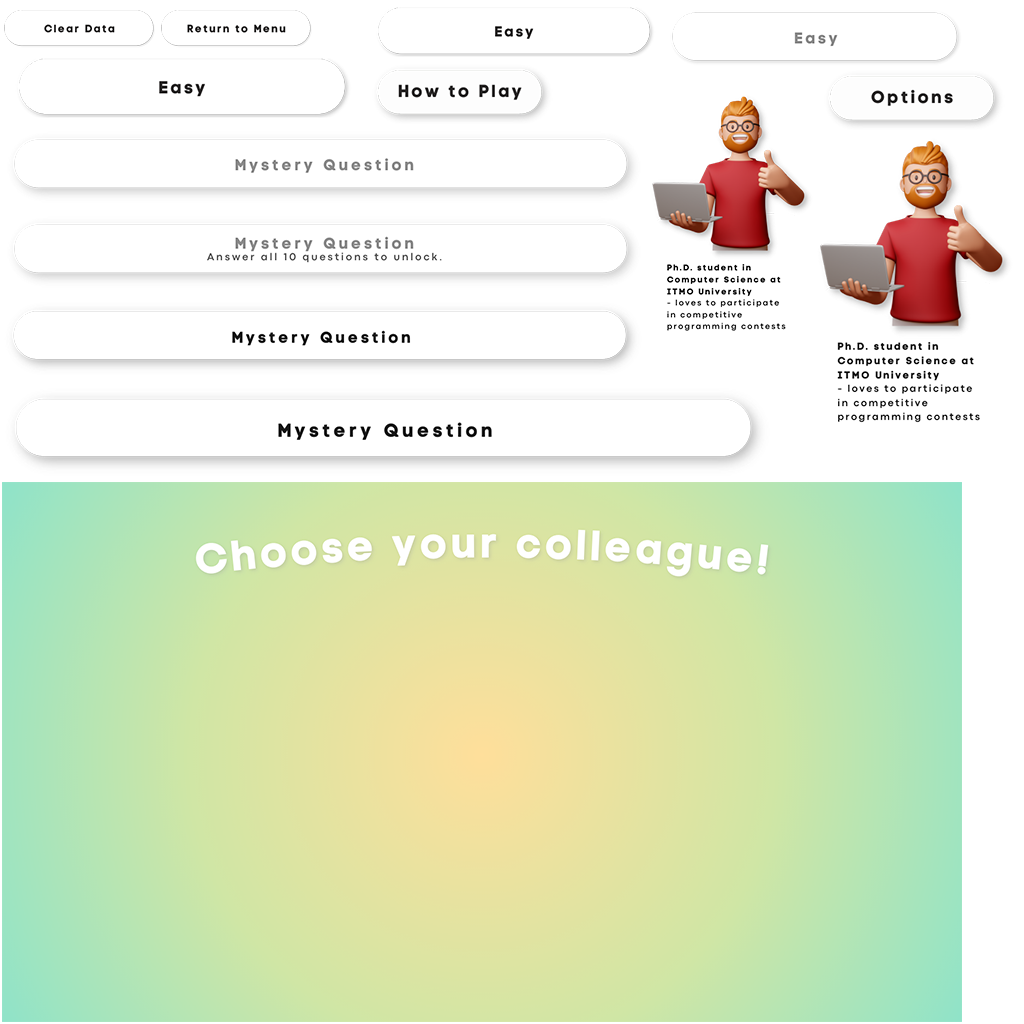 Clear Data
Return to Menu
Easy
Easy
Easy
How to Play
Options
Mystery Question
Mystery Question
Answer all 10 questions to unlock.
Mystery Question
Mystery Question
Ph.D. student in
Computer Science at
ITMO University
- loves to participate
in competitive
programming contests
Ph.D. student in
Computer Science at
ITMO University
- loves to participate
in competitive
programming contests
Choose your colleague!